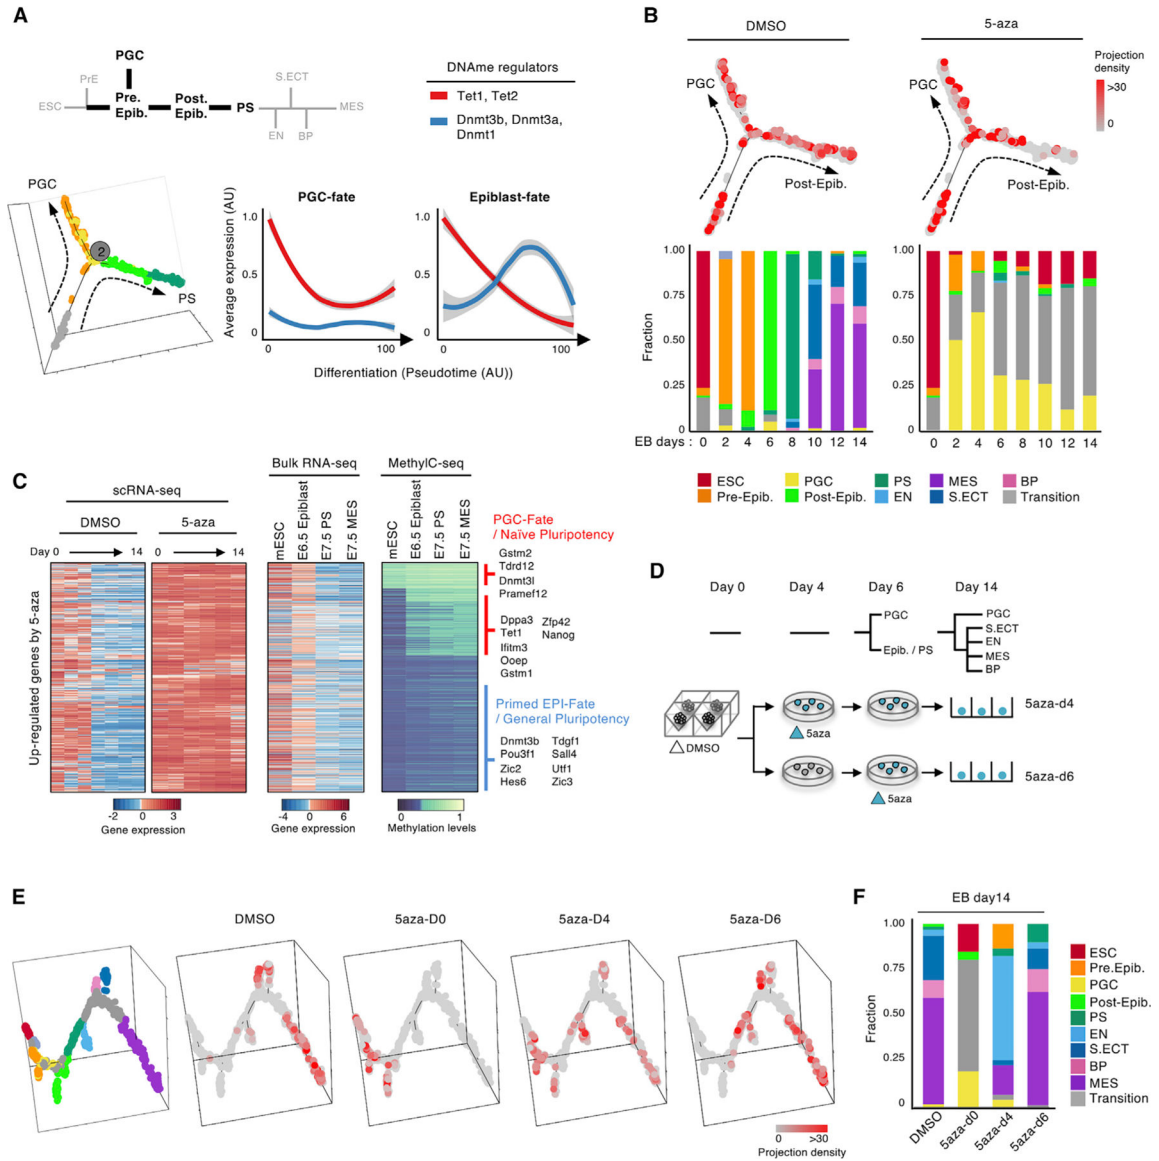 A
PGC
PrE
S.ECT
ESC
Pre.
Epib.
Post.
Epib.
PS
MES
EN
BP
DNAme regulators
Tet1, Tet2
Dnmt3b, Dnmt3a,
Dnmt1
PGC
2
PS
PGC-fate
Epiblast-fate
Average expression (AU)
1.0
0.5
0
1.0
0.5
0
0
100
0
100
Differentiation (Pseudotime (AU))
B
DMSO
5-aza
Projection
density
>30
0
PGC
Post-Epib.
PGC
Post-Epib.
Fraction
1.00
0.75
0.50
0.25
0
1.00
0.75
0.50
0.25
0
EB days : 0 2 4 6 8 10 12 14
0 2 4 6 8 10 12 14
ESC
PGC
PS
MES
BP
Pre-Epib.
Post-Epib.
EN
S.ECT
Transition
C
scRNA-seq
Bulk RNA-seq
MethylC-seq
DMSO
5-aza
Day 0
14
0
14
mESC
E6.5 Epiblast
E7.5 PS
E7.5 MES
mESC
E6.5 Epiblast
E7.5 PS
E7.5 MES
Up-regulated genes by 5-aza
PGC-Fate
/ Naïve Pluripotency
Gstm2
Tdrd12
Dnmt3l
Pramef12
Dppa3 Zfp42
Tet1 Nanog
Ifitm3
Ooep
Gstm1
Primed EPI-Fate
/ General Pluripotency
Dnmt3b Tdgf1
Pou3f1 Sall4
Zic2 Utf1
Hes6 Zic3
-2 0 3
Gene expression
-4 0 6
Gene expression
0 1
Methylation levels
D
Day 0
Day 4
Day 6
Day 14
PGC
Epib. / PS
PGC
S.ECT
EN
MES
BP
DMSO
5aza
5aza-d4
5aza
5aza-d6
E
DMSO
5aza-D0
5aza-D4
5aza-D6
0 >30
Projection density
F
EB day14
Fraction
1.00
0.75
0.50
0.25
0
DMSO
5aza-d0
5aza-d4
5aza-d6
ESC
Pre.Epib.
PGC
Post-Epib.
PS
EN
S.ECT
BP
MES
Transition